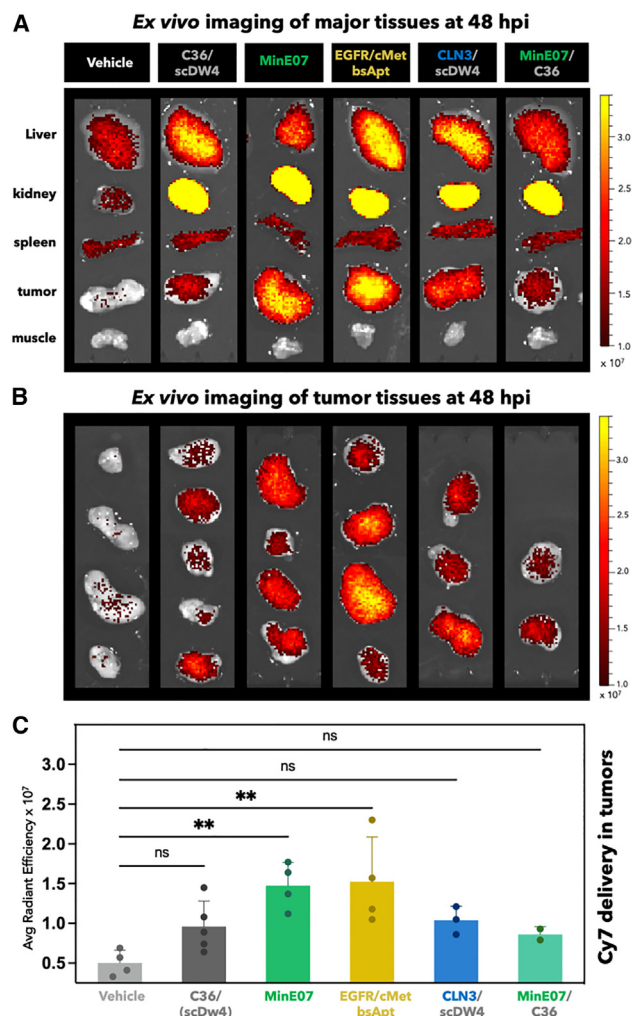 A
Ex vivo imaging of major tissues at 48 hpi
Vehicle
C36/
scDW4
MinE07
EGFR/cMet
bsApt
CLN3/
scDW4
MinE07/
C36
Liver
kidney
spleen
tumor
muscle
3.0
2.5
2.0
1.5
1.0
x 10⁷
B
Ex vivo imaging of tumor tissues at 48 hpi
3.0
2.5
2.0
1.5
1.0
x 10⁷
C
ns
ns
**
**
ns
Avg Radiant Efficiency x 10⁷
3.0
2.5
2.0
1.5
1.0
0.5
Vehicle
C36/
(scDw4)
MinE07
EGFR/cMet
bsApt
CLN3/
scDW4
MinE07/
C36
Cy7 delivery in tumors